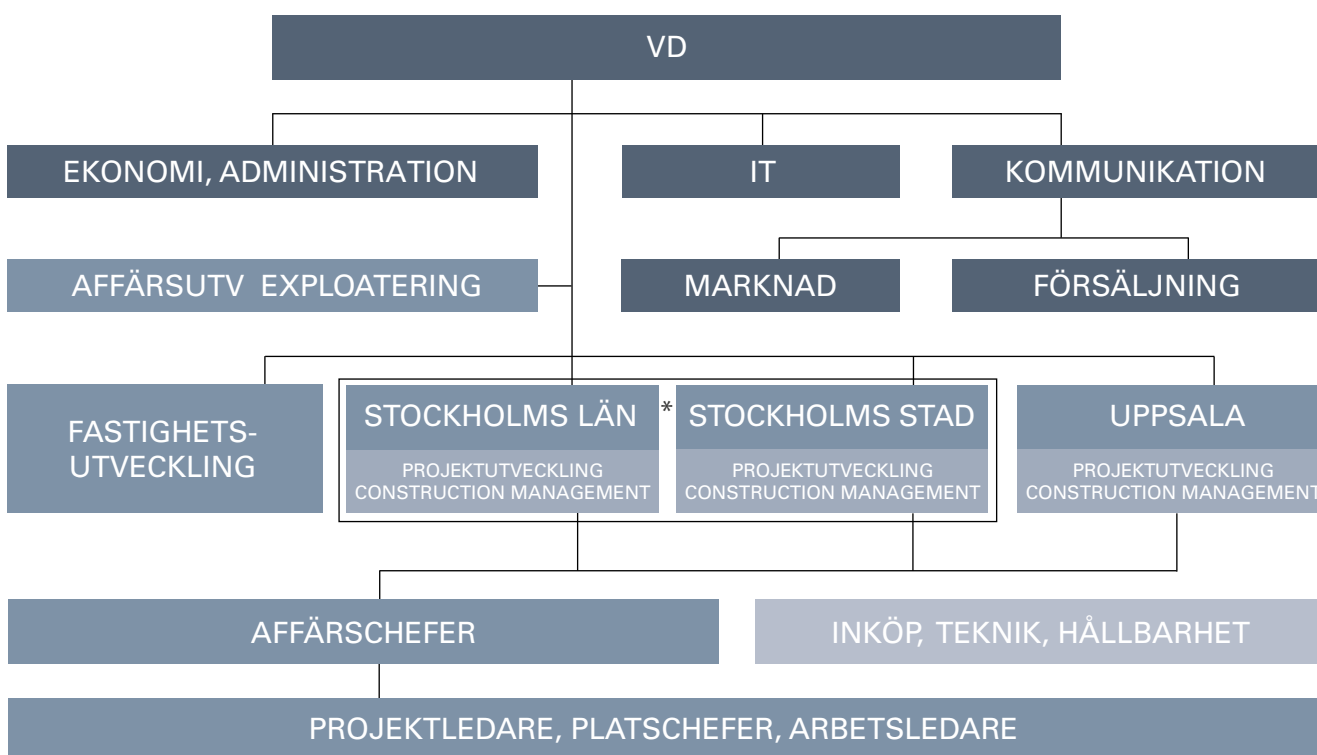 VD
EKONOMI, ADMINISTRATION
IT
KOMMUNIKATION
AFFÄRSUTV EXPLOATERING
MARKNAD
FÖRSÄLJNING
FASTIGHETS-
UTVECKLING
STOCKHOLMS LÄN
*
STOCKHOLMS STAD
UPPSALA
PROJEKTUTVECKLING
CONSTRUCTION MANAGEMENT
PROJEKTUTVECKLING
CONSTRUCTION MANAGEMENT
PROJEKTUTVECKLING
CONSTRUCTION MANAGEMENT
AFFÄRSCHEFER
INKÖP, TEKNIK, HÅLLBARHET
PROJEKTLEDARE, PLATSCHEFER, ARBETSLEDARE